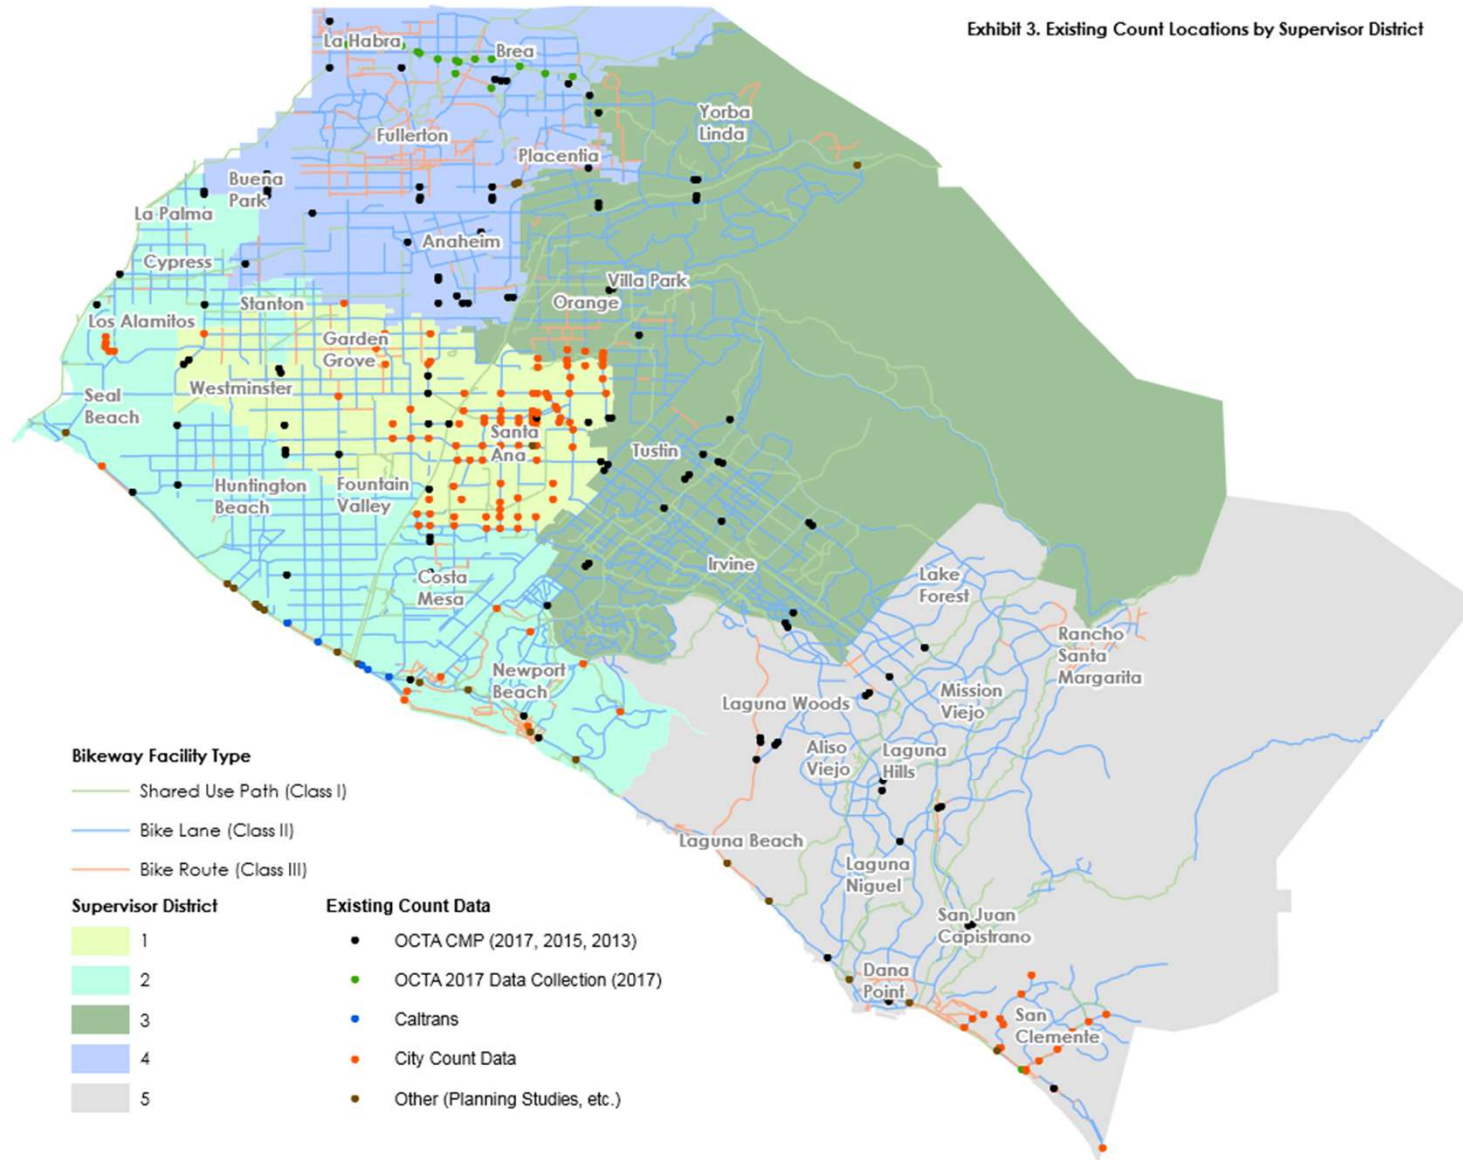 Exhibit 3. Existing Count Locations by Supervisor District
La Habra
Brea
Yorba
Linda
Fullerton
Placentia
Buena
Park
La Palma
Anaheim
Cypress
Villa Park
Stanton
Orange
Los Alamitos
Garden
Grove
Westminster
Seal
Beach
Santa
Ana
Tustin
Huntington
Beach
Fountain
Valley
Irvine
Costa
Mesa
Lake
Forest
Rancho
Santa
Margarita
Newport
Beach
Laguna Woods
Mission
Viejo
Aliso
Viejo
Laguna
Hills
Laguna Beach
Laguna
Niguel
San Juan
Capistrano
Dana
Point
San
Clemente
Bikeway Facility Type
Shared Use Path (Class I)
Bike Lane (Class II)
Bike Route (Class III)
Supervisor District
1
2
3
4
5
Existing Count Data
OCTA CMP (2017, 2015, 2013)
OCTA 2017 Data Collection (2017)
Caltrans
City Count Data
Other (Planning Studies, etc.)